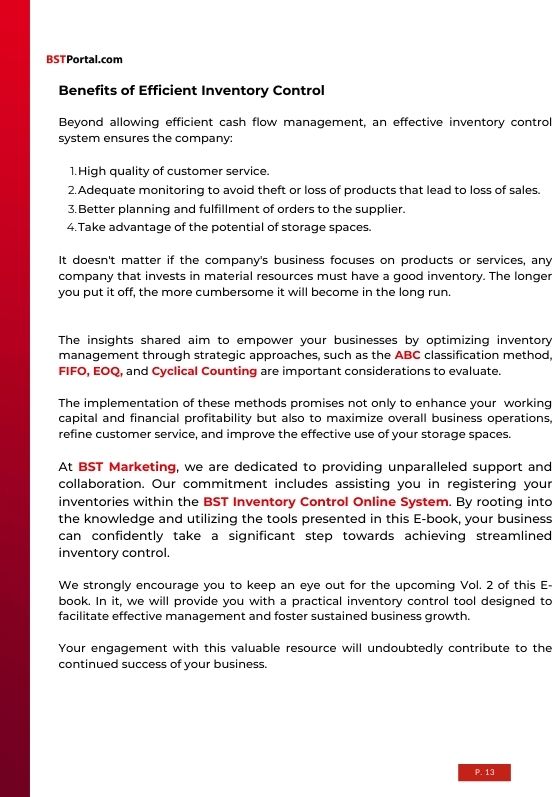 BSTPortal.com
Benefits of Efficient Inventory Control
Beyond allowing efficient cash flow management, an effective inventory control
system ensures the company:
1.High quality of customer service.
2.Adequate monitoring to avoid theft or loss of products that lead to loss of sales.
3.Better planning and fulfillment of orders to the supplier.
4.Take advantage of the potential of storage spaces.
It doesn't matter if the company's business focuses on products or services, any
company that invests in material resources must have a good inventory. The longer
you put it off, the more cumbersome it will become in the long run.
The insights shared aim to empower your businesses by optimizing inventory
management through strategic approaches, such as the ABC classification method,
FIFO, EOQ, and Cyclical Counting are important considerations to evaluate.
The implementation of these methods promises not only to enhance your working
capital and financial profitability but also to maximize overall business operations,
refine customer service, and improve the effective use of your storage spaces.
At BST Marketing, we are dedicated to providing unparalleled support and
collaboration. Our commitment includes assisting you in registering your
inventories within the BST Inventory Control Online System. By rooting into
the knowledge and utilizing the tools presented in this E-book, your business
can confidently take a significant step towards achieving streamlined
inventory control.
We strongly encourage you to keep an eye out for the upcoming Vol. 2 of this E-
book. In it, we will provide you with a practical inventory control tool designed to
facilitate effective management and foster sustained business growth.
Your engagement with this valuable resource will undoubtedly contribute to the
continued success of your business.
P. 13